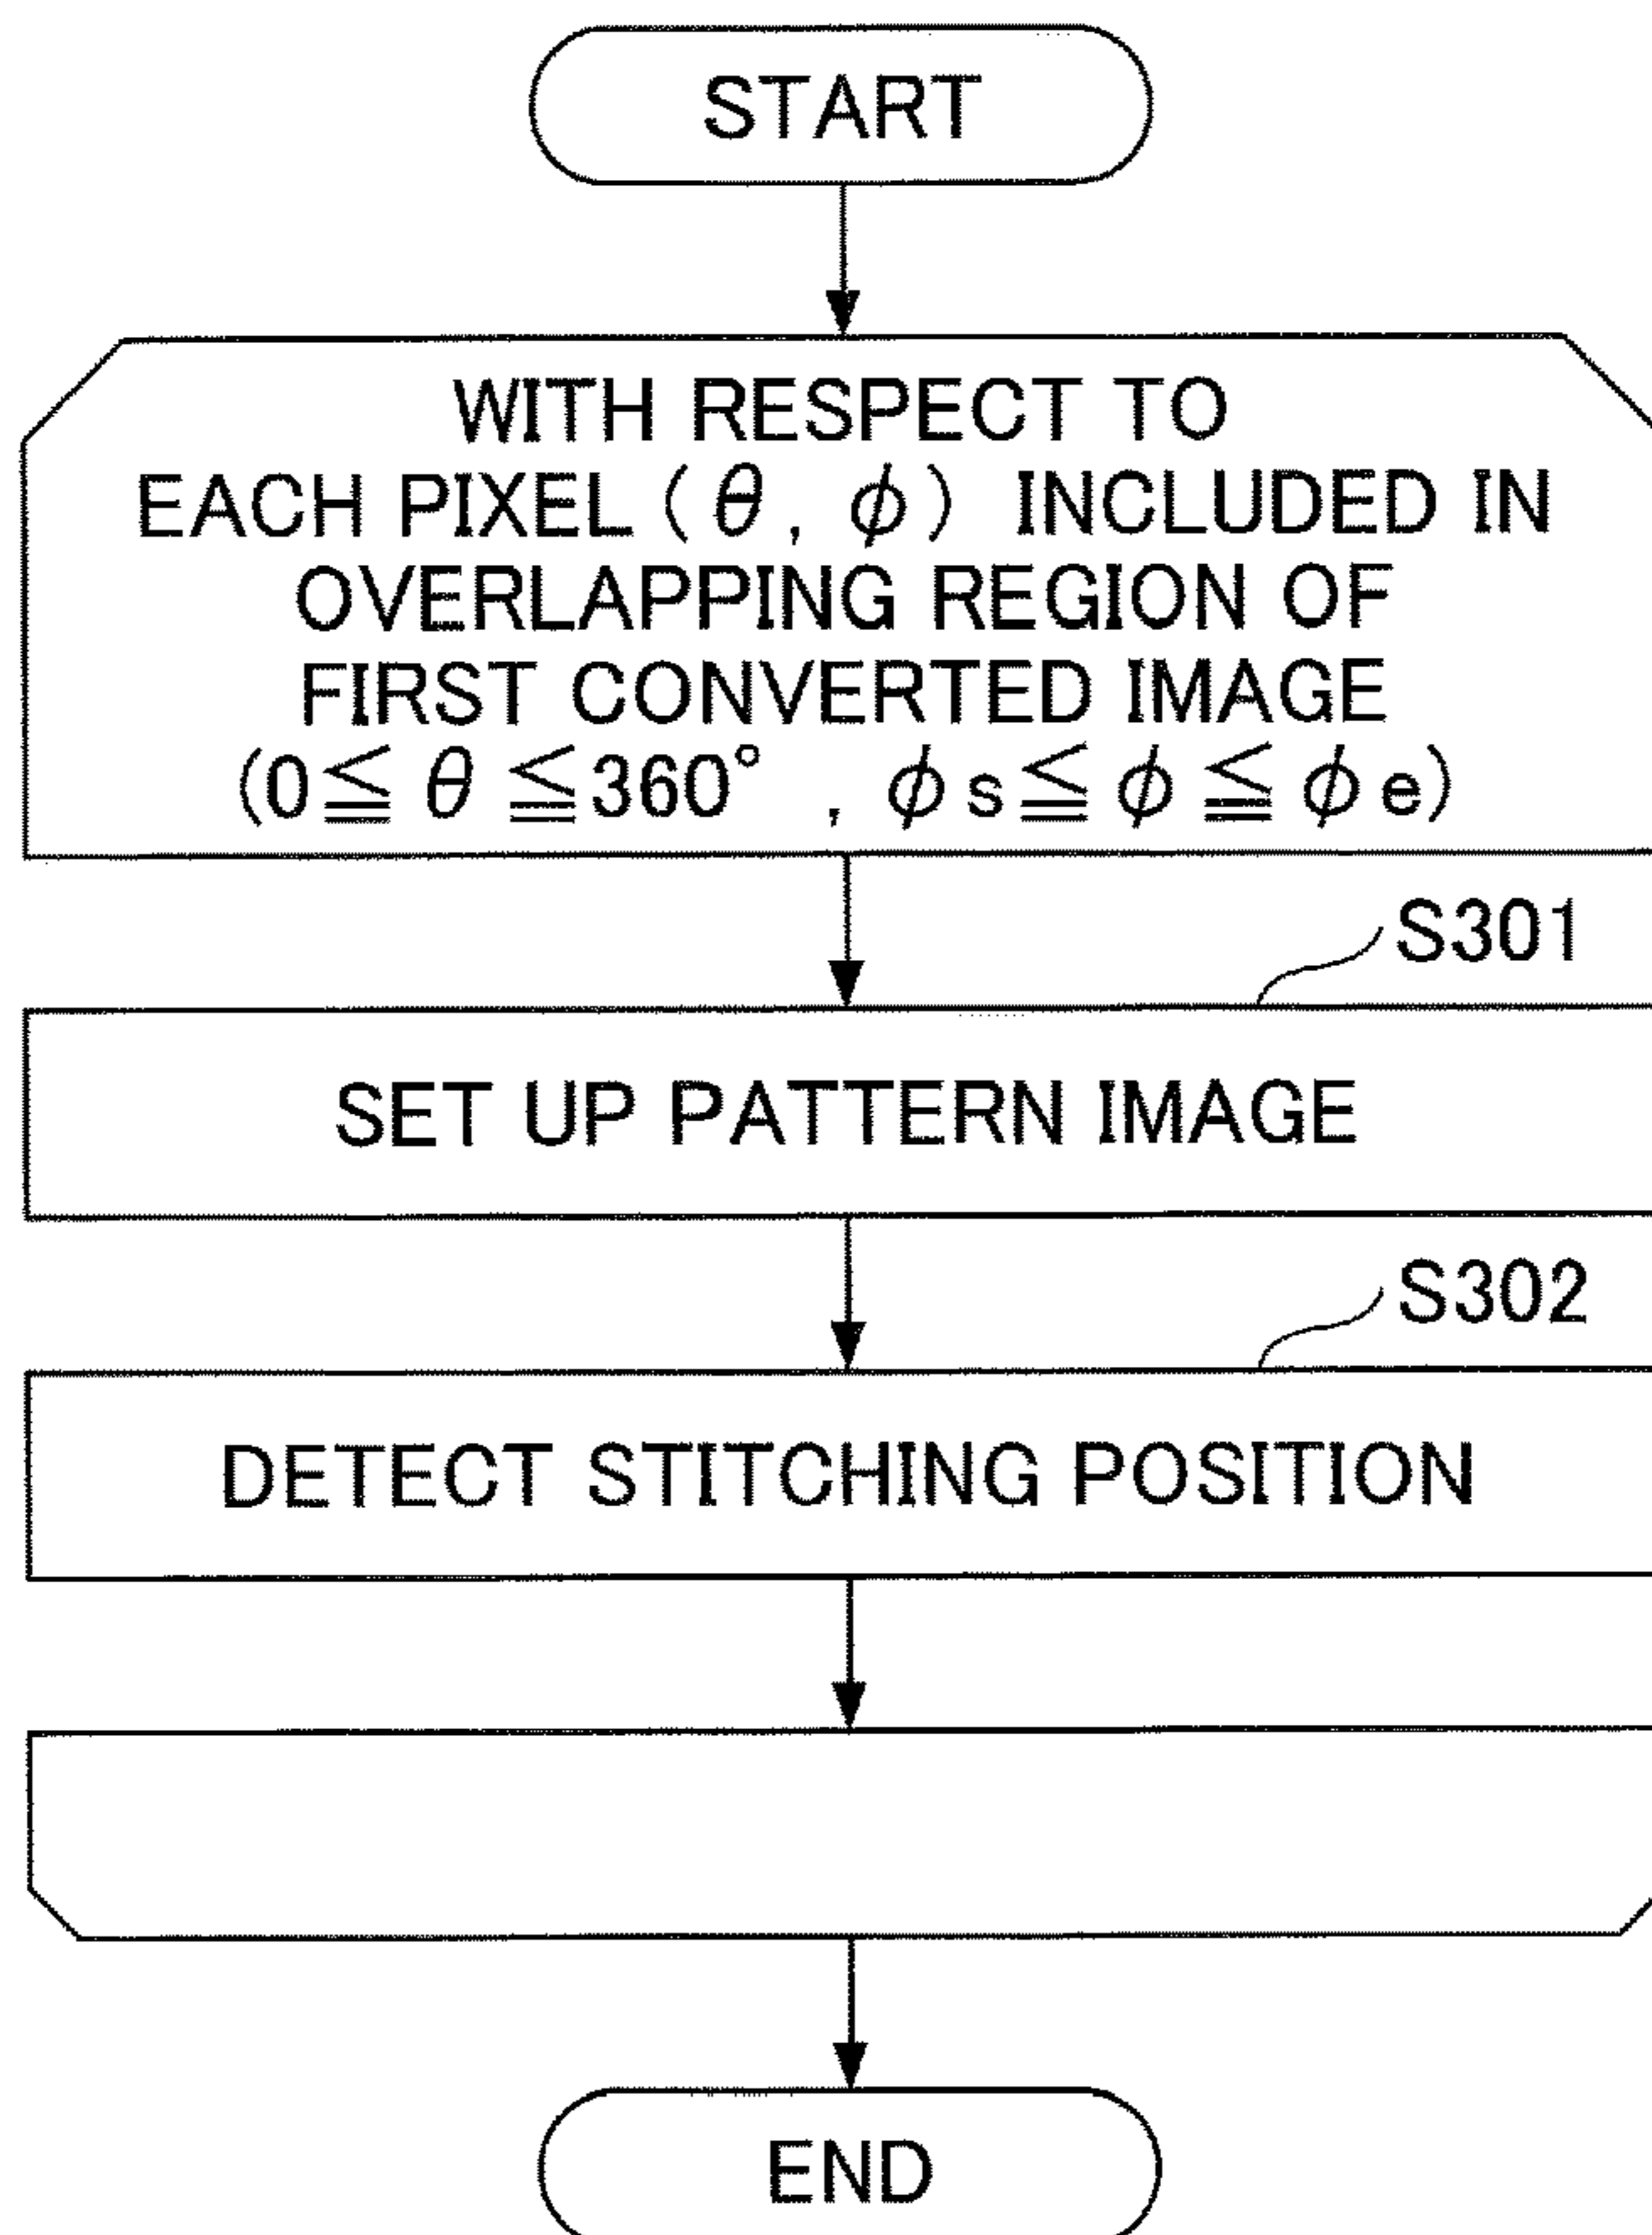 START
WITH RESPECT TO
EACH PIXEL (θ, φ) INCLUDED IN
OVERLAPPING REGION OF
FIRST CONVERTED IMAGE
(0≦θ≦360°, φs≦φ≦φe)
S301
SET UP PATTERN IMAGE
S302
DETECT STITCHING POSITION
END